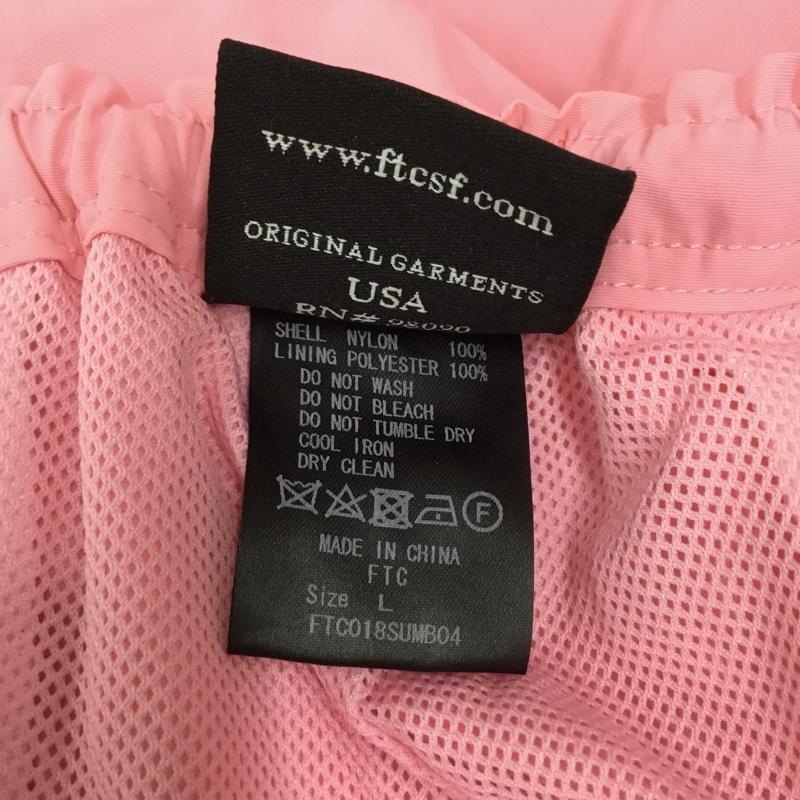 www.ftcsf.com
ORIGINAL GARMENTS
USA
RN# 98090
SHELL NYLON 100%
LINING POLYESTER 100%
DO NOT WASH
DO NOT BLEACH
DO NOT TUMBLE DRY
COOL IRON
DRY CLEAN
F
MADE IN CHINA
FTC
Size L
FTC018SUMB04